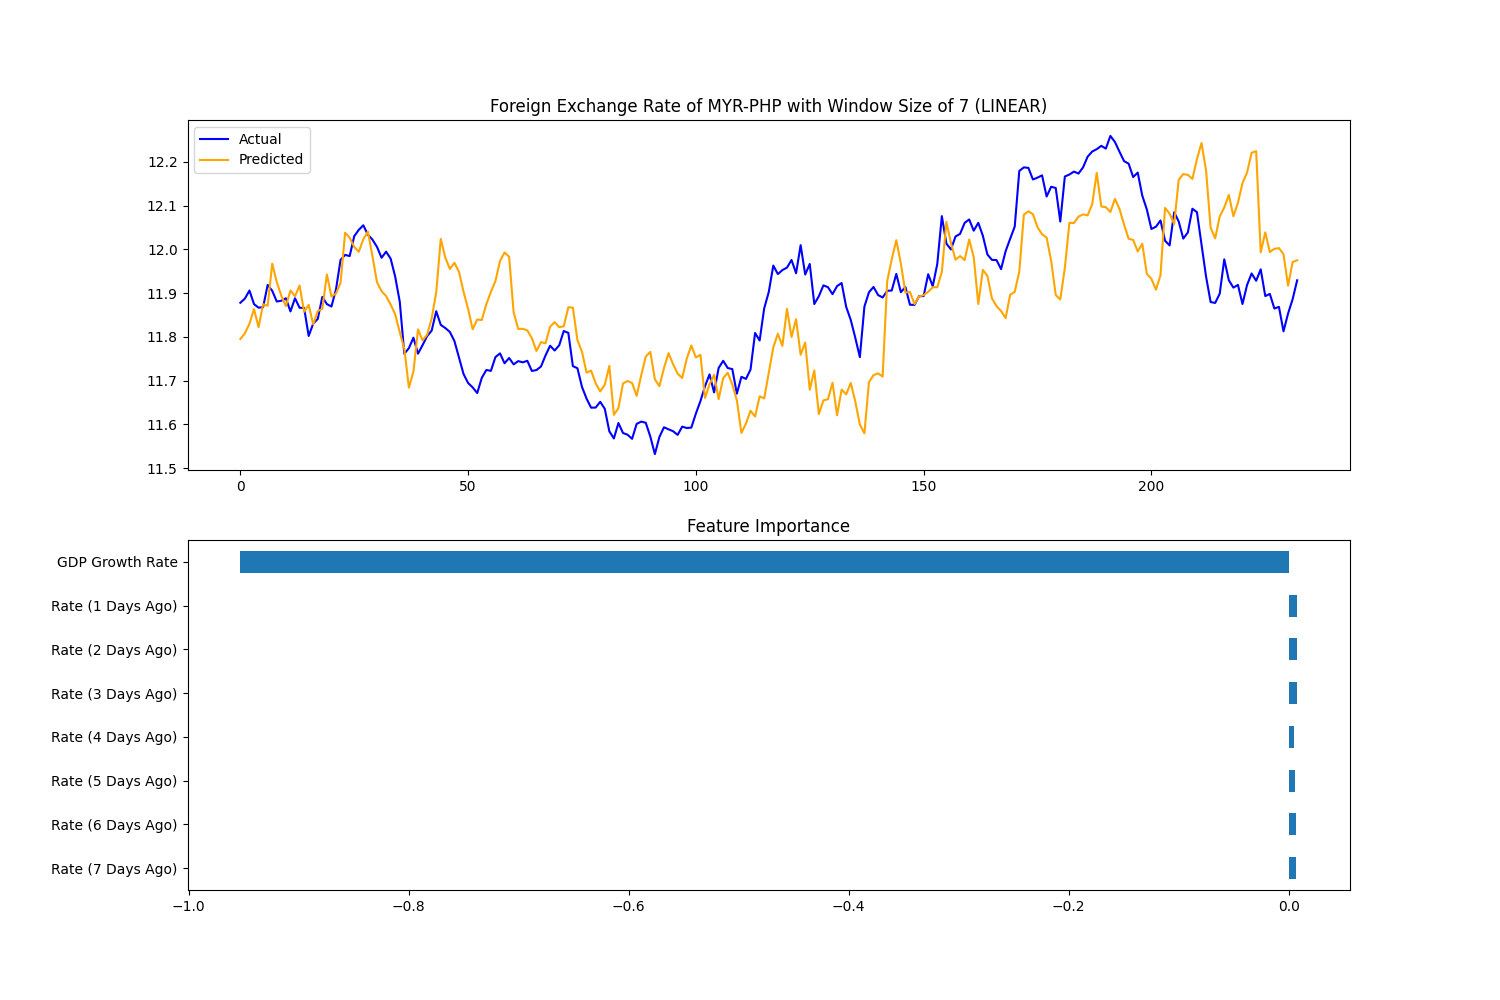 Foreign Exchange Rate of MYR-PHP with Window Size of 7 (LINEAR)
Actual
Predicted
12.2
12.1
12.0
11.9
11.8
11.7
11.6
11.5
0 50 100 150 200
Feature Importance
GDP Growth Rate
Rate (1 Days Ago)
Rate (2 Days Ago)
Rate (3 Days Ago)
Rate (4 Days Ago)
Rate (5 Days Ago)
Rate (6 Days Ago)
Rate (7 Days Ago)
−1.0 −0.8 −0.6 −0.4 −0.2 0.0